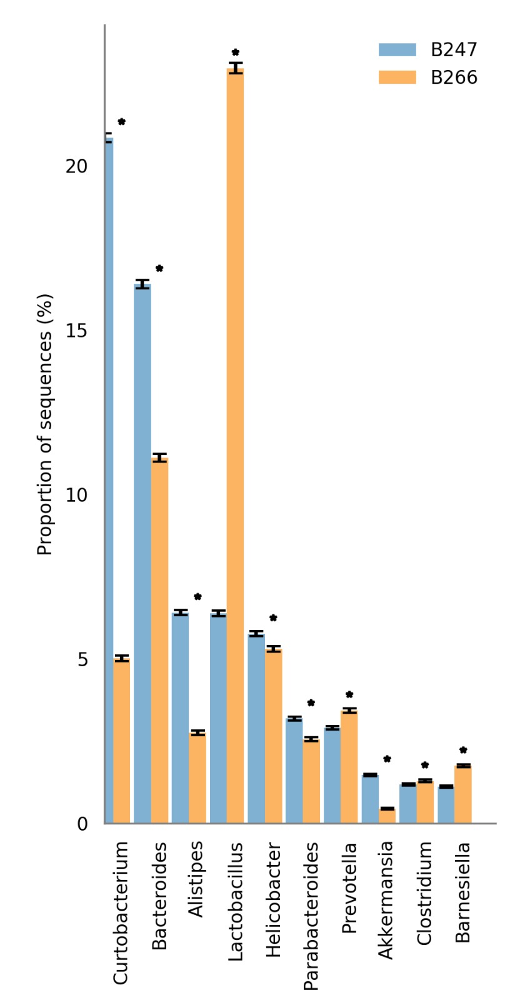 B247
B266
Proportion of sequences (%)
20
15
10
5
0
*
*
*
*
*
*
*
*
*
*
Curtobacterium
Bacteroides
Alistipes
Lactobacillus
Helicobacter
Parabacteroides
Prevotella
Akkermansia
Clostridium
Barnesiella